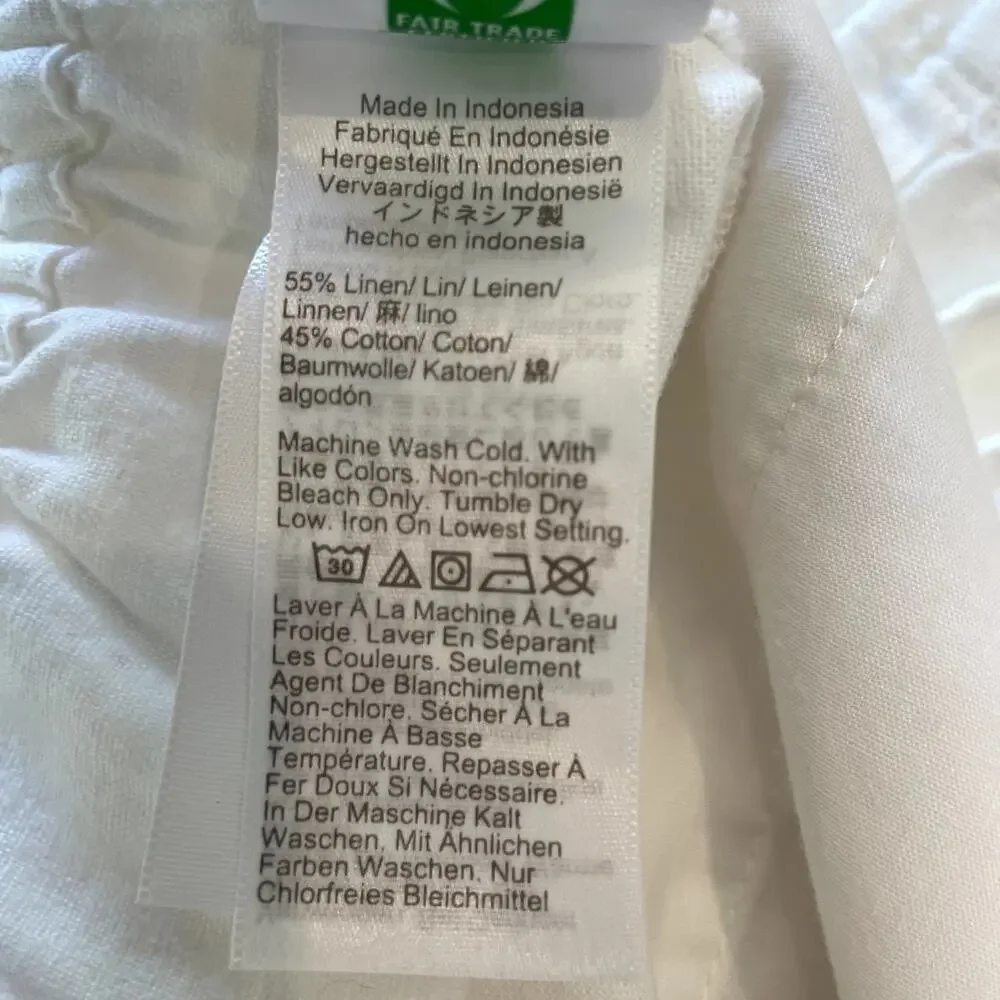 FAIR TRADE
Made In Indonesia
Fabriqué En Indonésie
Hergestellt In Indonesien
Vervaardigd In Indonesië
インドネシア製
hecho en indonesia
55% Linen/ Lin/ Leinen/
Linnen/ 麻/ lino
45% Cotton/ Coton/
Baumwolle/ Katoen/ 綿/
algodón
Machine Wash Cold. With
Like Colors. Non-chlorine
Bleach Only. Tumble Dry
Low. Iron On Lowest Setting.
30
Laver À La Machine À L'eau
Froide. Laver En Séparant
Les Couleurs. Seulement
Agent De Blanchiment
Non-chlore. Sécher À La
Machine À Basse
Température. Repasser À
Fer Doux Si Nécessaire.
In Der Maschine Kalt
Waschen. Mit Ähnlichen
Farben Waschen. Nur
Chlorfreies Bleichmittel